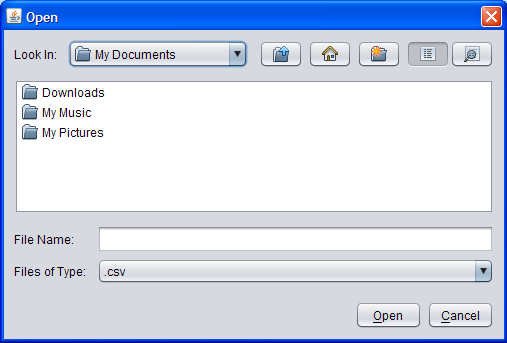 Open
Look In: My Documents
Downloads
My Music
My Pictures
File Name:
Files of Type: .csv
Open Cancel